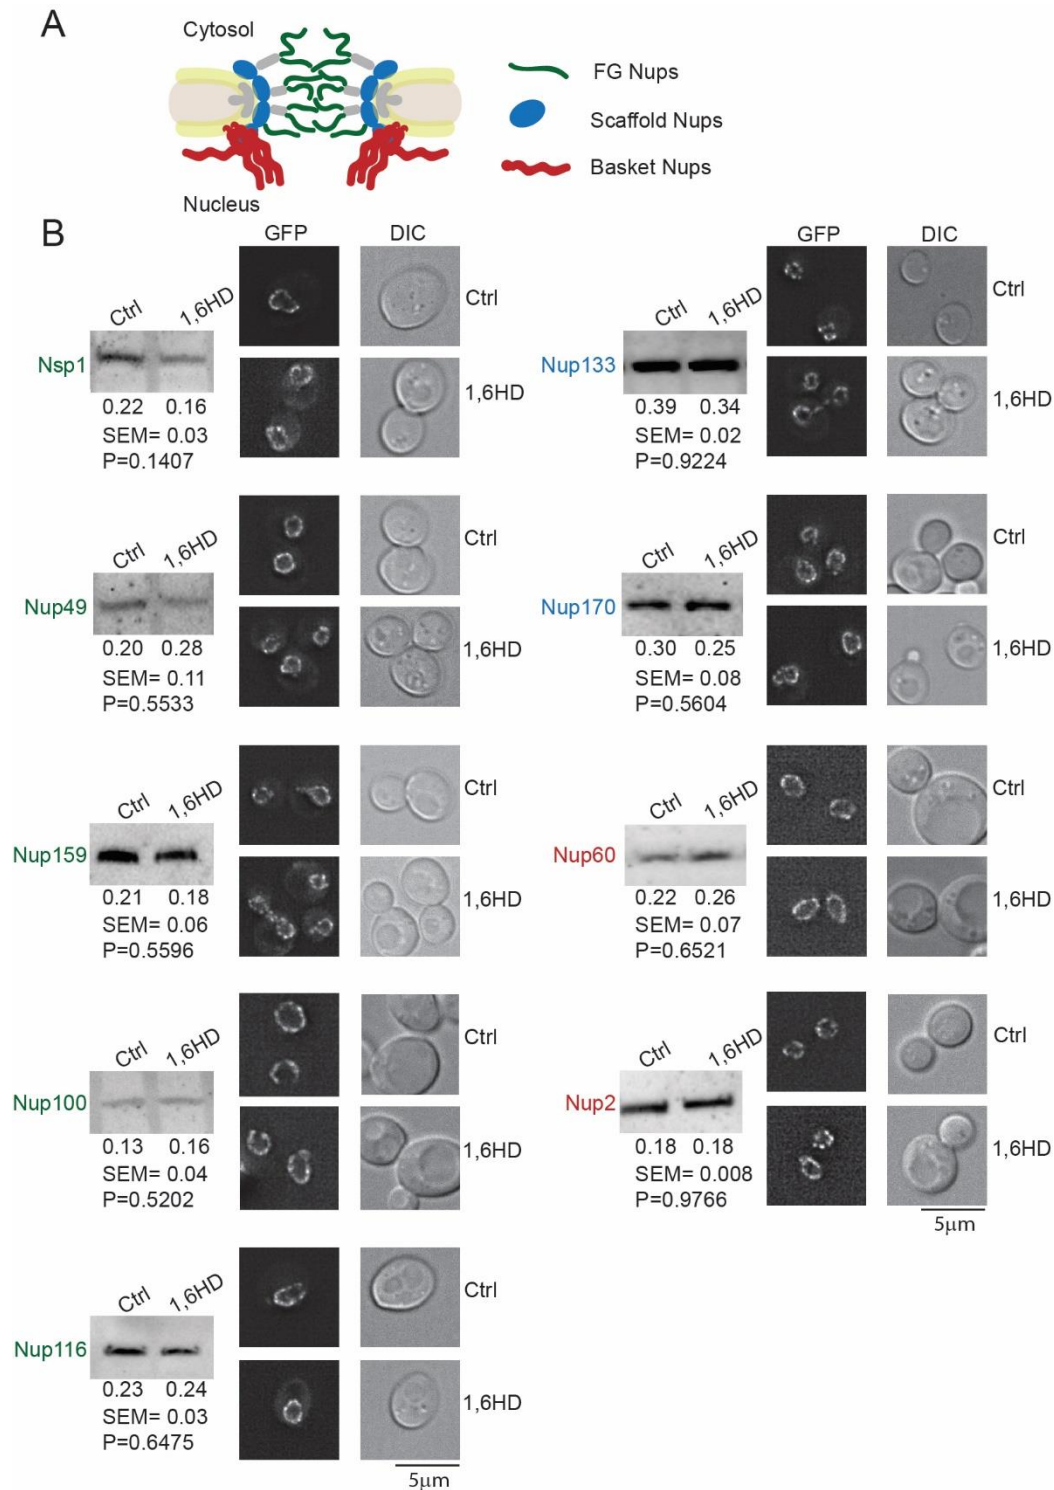 A
Cytosol
Nucleus
FG Nups
Scaffold Nups
Basket Nups
B
GFP DIC
Ctrl 1,6HD
Nsp1
0.22 0.16
SEM= 0.03
P=0.1407
Ctrl
1,6HD
Ctrl 1,6HD
Nup49
0.20 0.28
SEM= 0.11
P=0.5533
Ctrl
1,6HD
Ctrl 1,6HD
Nup159
0.21 0.18
SEM= 0.06
P=0.5596
Ctrl
1,6HD
Ctrl 1,6HD
Nup100
0.13 0.16
SEM= 0.04
P=0.5202
Ctrl
1,6HD
Ctrl 1,6HD
Nup116
0.23 0.24
SEM= 0.03
P=0.6475
Ctrl
1,6HD
5μm
GFP DIC
Ctrl 1,6HD
Nup133
0.39 0.34
SEM= 0.02
P=0.9224
Ctrl
1,6HD
Ctrl 1,6HD
Nup170
0.30 0.25
SEM= 0.08
P=0.5604
Ctrl
1,6HD
Ctrl 1,6HD
Nup60
0.22 0.26
SEM= 0.07
P=0.6521
Ctrl
1,6HD
Ctrl 1,6HD
Nup2
0.18 0.18
SEM= 0.008
P=0.9766
Ctrl
1,6HD
5μm